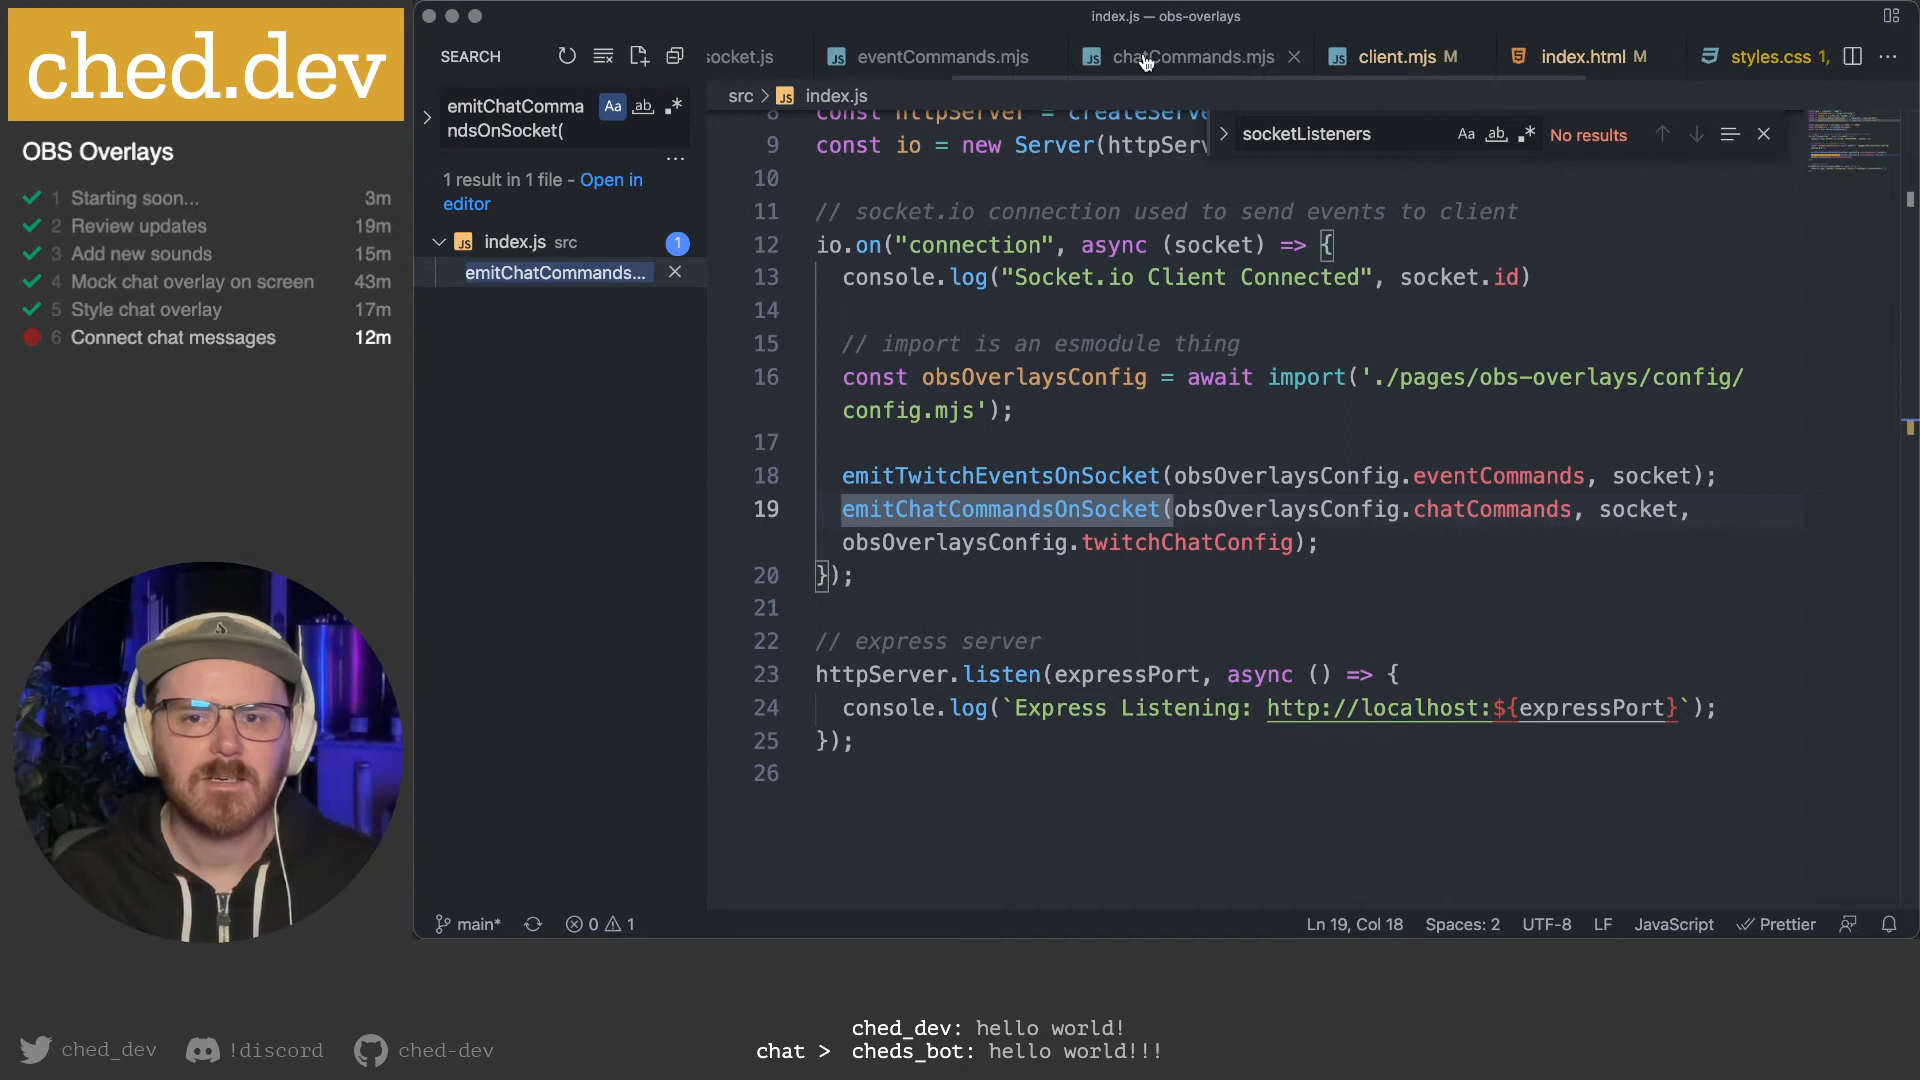 ched.dev
OBS Overlays
1 Starting soon... 3m
2 Review updates 19m
3 Add new sounds 15m
4 Mock chat overlay on screen 43m
5 Style chat overlay 17m
6 Connect chat messages 12m
index.js — obs-overlays
SEARCH
socket.js
eventCommands.mjs
chatCommands.mjs
client.mjs M
index.html M
styles.css 1,
emitChatComma
ndsOnSocket(
Aa ab .*
1 result in 1 file - Open in
editor
index.js src 1
emitChatCommands...
src > index.js
socketListeners Aa ab .* No results
8 const httpServer = createServe
9 const io = new Server(httpServ
10
11 // socket.io connection used to send events to client
12 io.on("connection", async (socket) => {
13 console.log("Socket.io Client Connected", socket.id)
14
15 // import is an esmodule thing
16 const obsOverlaysConfig = await import('./pages/obs-overlays/config/
config.mjs');
17
18 emitTwitchEventsOnSocket(obsOverlaysConfig.eventCommands, socket);
19 emitChatCommandsOnSocket(obsOverlaysConfig.chatCommands, socket,
obsOverlaysConfig.twitchChatConfig);
20 });
21
22 // express server
23 httpServer.listen(expressPort, async () => {
24 console.log(`Express Listening: http://localhost:${expressPort}`);
25 });
26
main* 0 1
Ln 19, Col 18 Spaces: 2 UTF-8 LF JavaScript Prettier
ched_dev !discord ched-dev
ched_dev: hello world!
chat > cheds_bot: hello world!!!